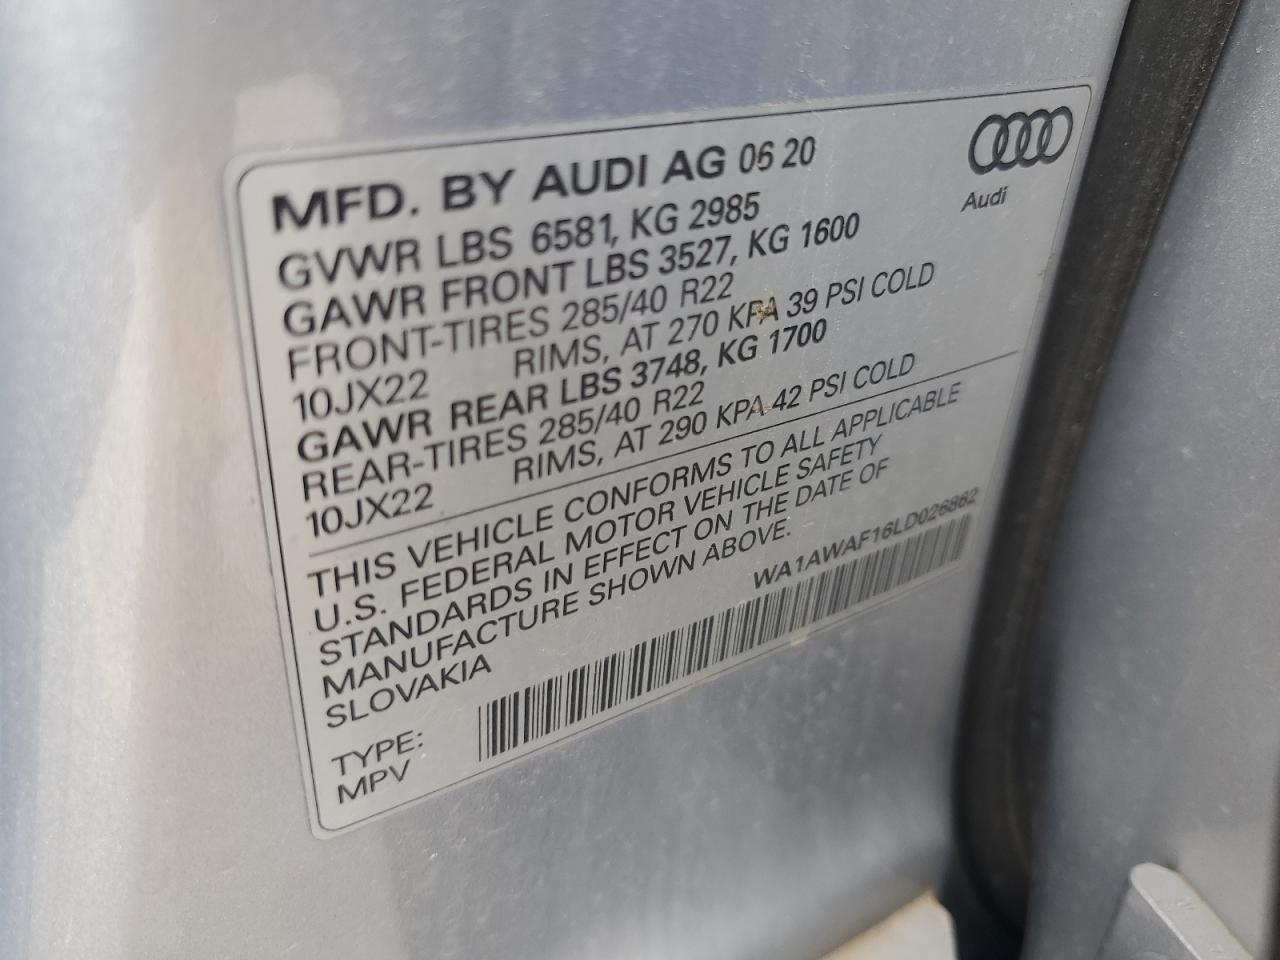 MFD. BY AUDI AG 06 20
Audi
GVWR LBS 6581, KG 2985
GAWR FRONT LBS 3527, KG 1600
FRONT-TIRES 285/40 R22
10JX22 RIMS, AT 270 KPA 39 PSI COLD
GAWR REAR LBS 3748, KG 1700
REAR-TIRES 285/40 R22
10JX22 RIMS, AT 290 KPA 42 PSI COLD
THIS VEHICLE CONFORMS TO ALL APPLICABLE
U.S. FEDERAL MOTOR VEHICLE SAFETY
STANDARDS IN EFFECT ON THE DATE OF
MANUFACTURE SHOWN ABOVE.
SLOVAKIA
WA1AWAF16LD026862
TYPE:
MPV